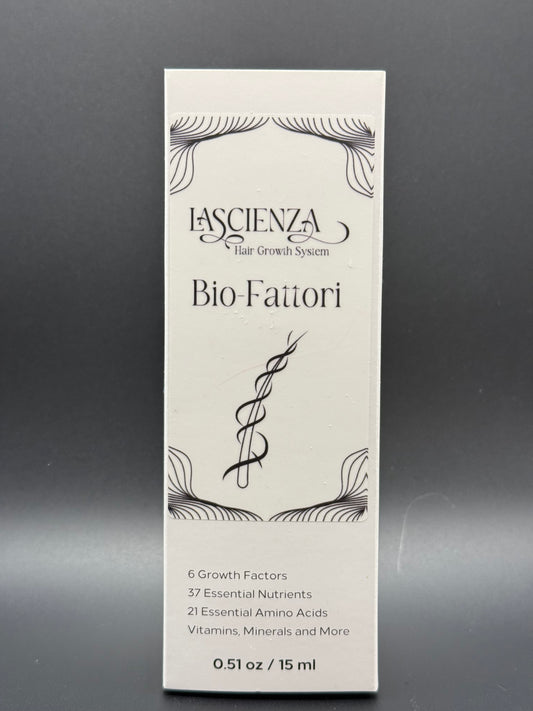 LASCIENZA
Hair Growth System
Bio-Fattori
6 Growth Factors
37 Essential Nutrients
21 Essential Amino Acids
Vitamins, Minerals and More
0.51 oz / 15 ml